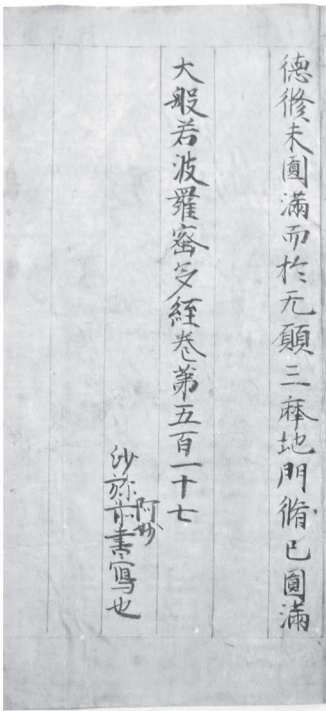 德脩未圓滿而於无願三麻地門脩已圓滿
大般若波羅蜜多經卷第五百一十七
阿妙
沙弥書寫也